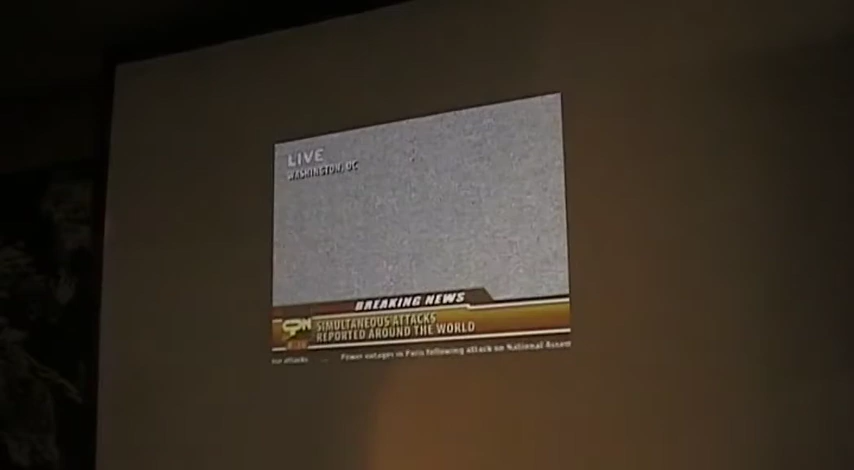 LIVE
WASHINGTON, DC
BREAKING NEWS
SIMULTANEOUS ATTACKS
REPORTED AROUND THE WORLD
attacks
Power outages in Paris following attack on National